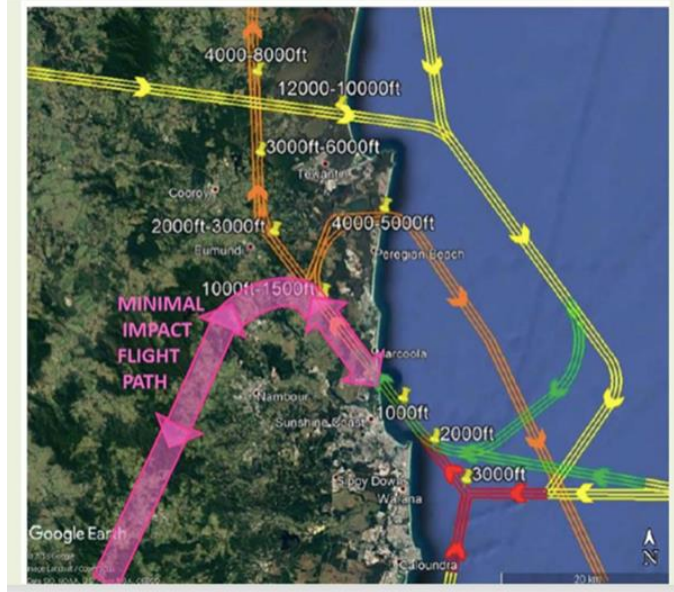 4000-8000ft
12000-10000ft
3000ft-6000ft
Tewantin
Cooroy
2000ft-3000ft
4000-5000ft
Eumundi
Peregian Beach
1000ft-1500ft
MINIMAL
IMPACT
FLIGHT
PATH
Marcoola
Nambour
1000ft
Sunshine Coast
2000ft
3000ft
Sippy Downs
Warana
Google Earth
Caloundra
N
20 km